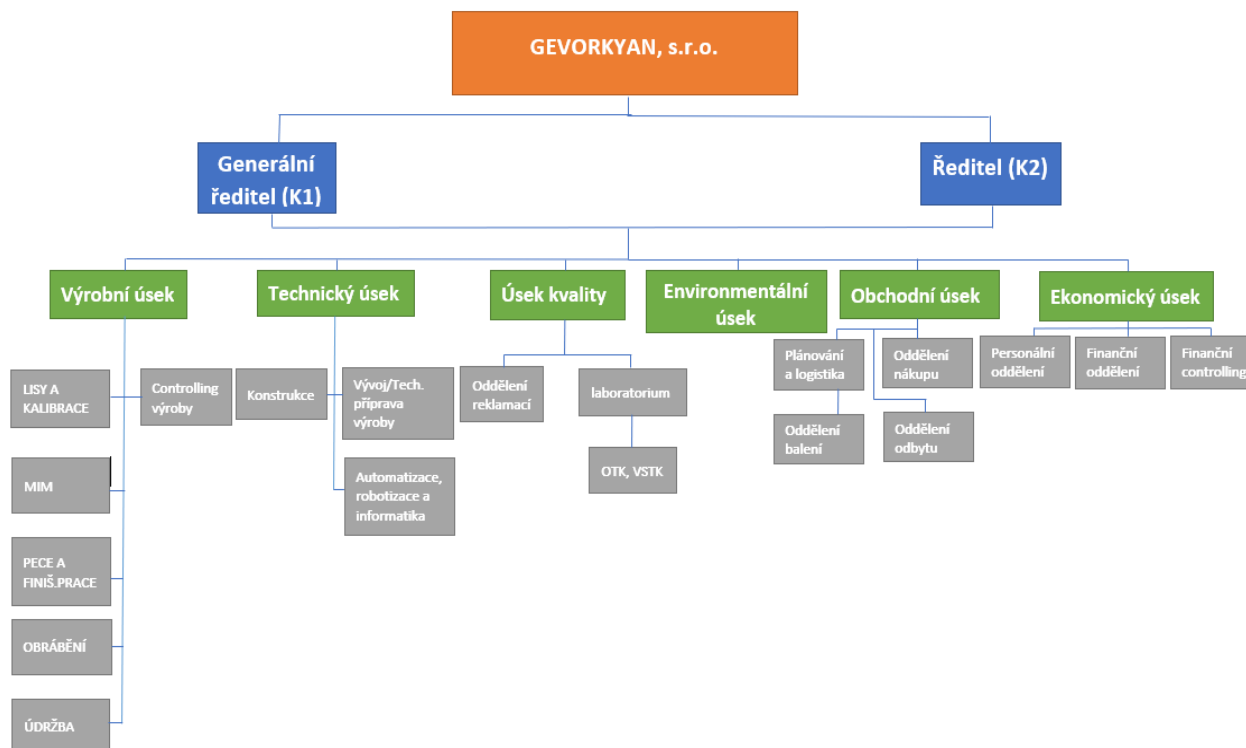 GEVORKYAN, s.r.o.
Generální
ředitel (K1)
Ředitel (K2)
Výrobní úsek
Technický úsek
Úsek kvality
Environmentální
úsek
Obchodní úsek
Ekonomický úsek
LISY A
KALIBRACE
Controlling
výroby
MIM
PECE A
FINIŠ.PRACE
OBRÁBĚNÍ
ÚDRŽBA
Konstrukce
Vývoj/Tech.
příprava
výroby
Automatizace,
robotizace a
informatika
Oddělení
reklamací
laboratorium
OTK, VSTK
Plánování
a logistika
Oddělení
balení
Oddělení
nákupu
Oddělení
odbytu
Personální
oddělení
Finanční
oddělení
Finanční
controlling